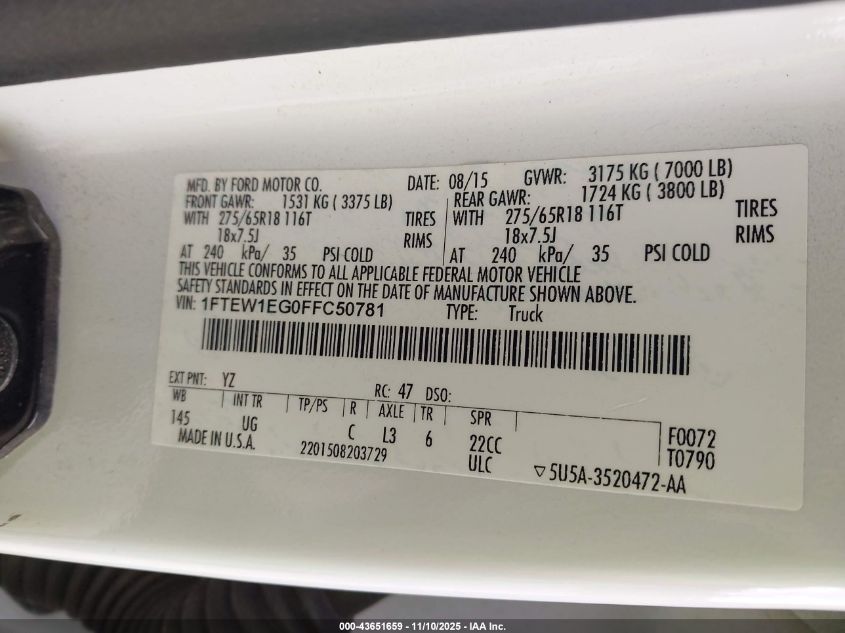 MFD. BY FORD MOTOR CO. DATE: 08/15 GVWR: 3175 KG ( 7000 LB)
FRONT GAWR: 1531 KG ( 3375 LB) REAR GAWR: 1724 KG ( 3800 LB)
WITH 275/65R18 116T TIRES WITH 275/65R18 116T TIRES
18x7.5J RIMS 18x7.5J RIMS
AT 240 kPa/ 35 PSI COLD AT 240 kPa/ 35 PSI COLD
THIS VEHICLE CONFORMS TO ALL APPLICABLE FEDERAL MOTOR VEHICLE
SAFETY STANDARDS IN EFFECT ON THE DATE OF MANUFACTURE SHOWN ABOVE.
VIN: 1FTEW1EG0FFC50781 TYPE: Truck
EXT PNT: YZ RC: 47 DSO:
WB INT TR TP/PS R AXLE TR SPR
145 UG C L3 6 22CC F0072
MADE IN U.S.A. 2201508203729 ULC T0790
▽5U5A-3520472-AA
000-43651659 - 11/10/2025 - IAA Inc.